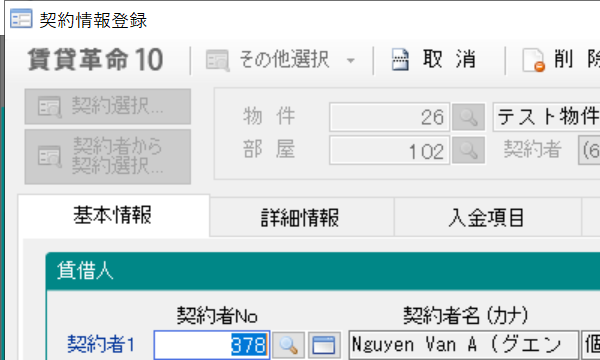 契約情報登録
賃貸革命10 その他選択 取 消 削 除
契約選択...
契約者から
契約選択...
物 件 26 テスト物件
部 屋 102 契約者 (6
基本情報 詳細情報 入金項目
賃借人
契約者No 契約者名(カナ)
契約者1 378 Nguyen Van A (グエン 個